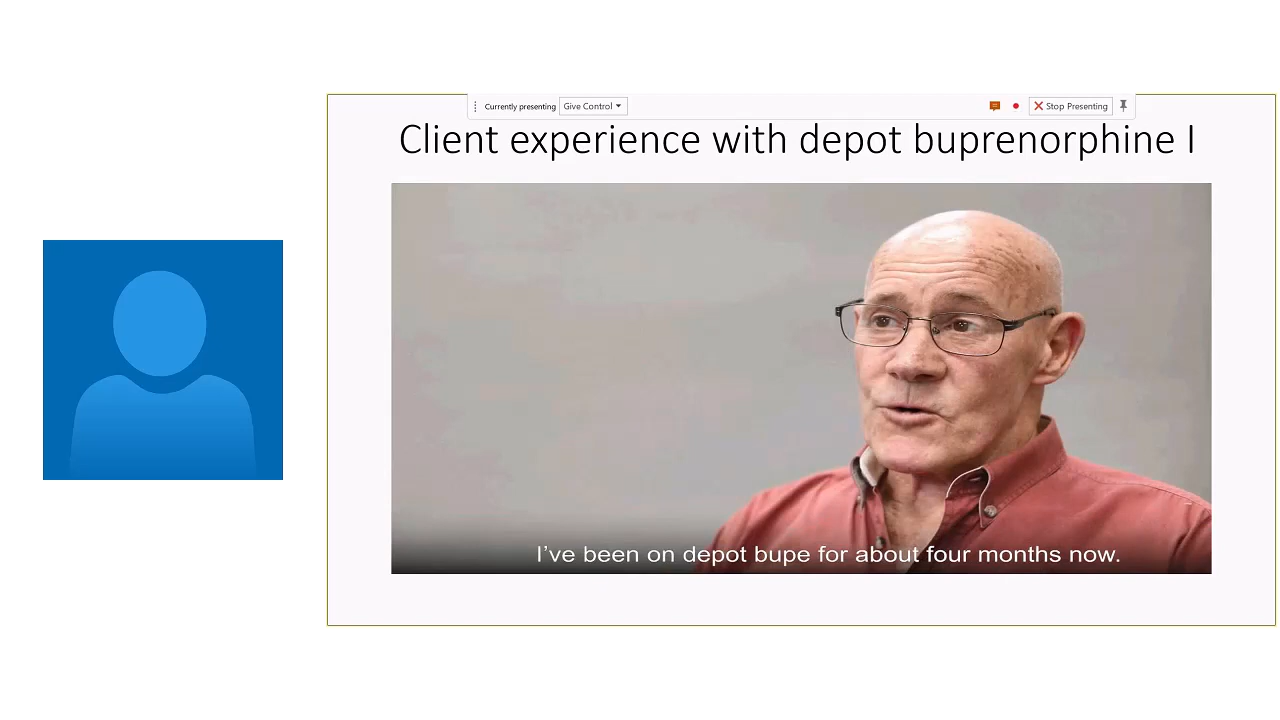 Currently presenting Give Control Stop Presenting
Client experience with depot buprenorphine I
I've been on depot bupe for about four months now.